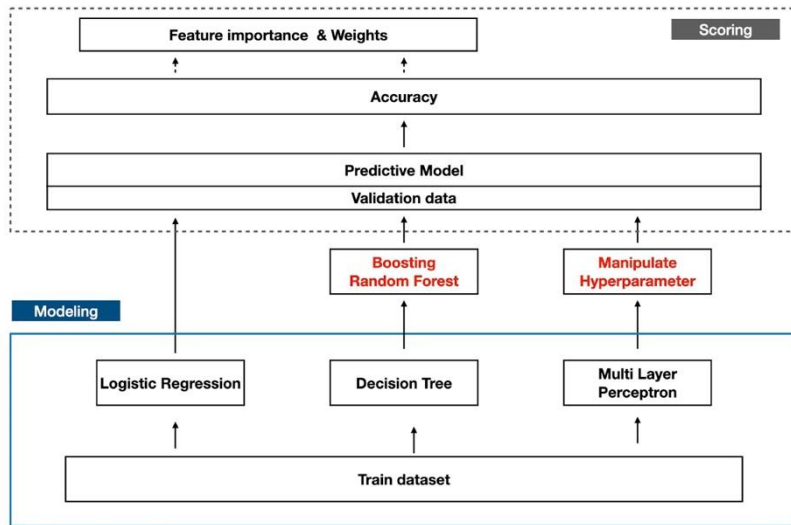 Feature importance & Weights
Scoring
Accuracy
Predictive Model
Validation data
Boosting
Random Forest
Manipulate
Hyperparameter
Modeling
Logistic Regression
Decision Tree
Multi Layer
Perceptron
Train dataset